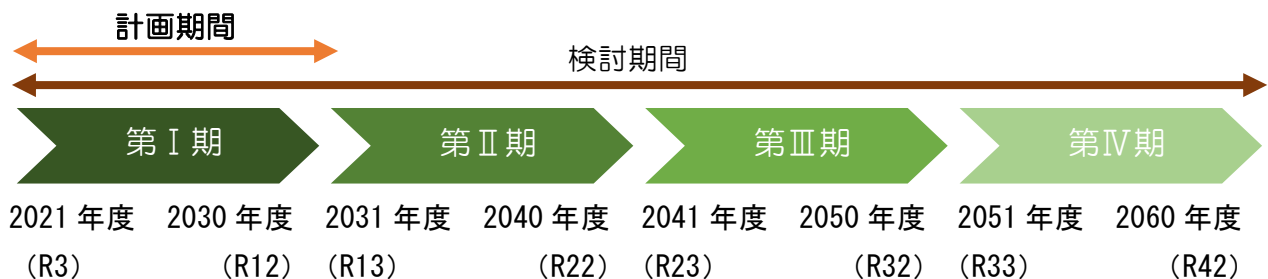 計画期間
検討期間
第Ⅰ期 第Ⅱ期 第Ⅲ期 第Ⅳ期
2021 年度 2030 年度 2031 年度 2040 年度 2041 年度 2050 年度 2051 年度 2060 年度
（R3） （R12） （R13） （R22） （R23） （R32） （R33） （R42）